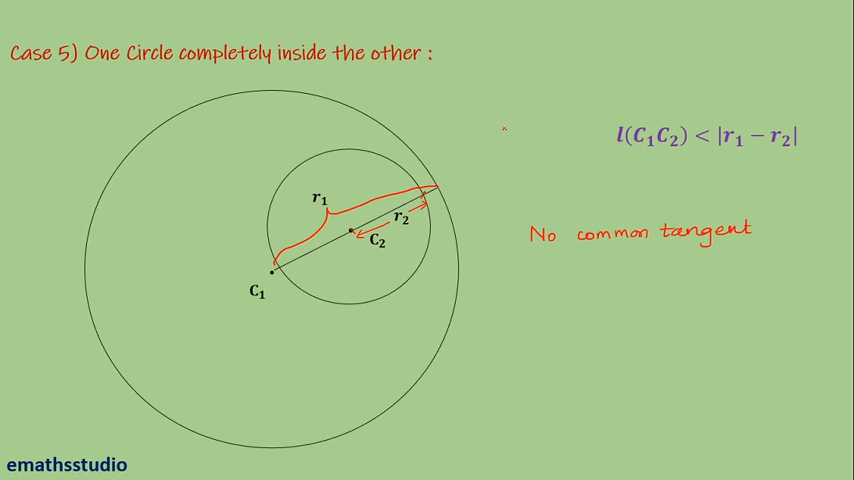 Case 5) One Circle completely inside the other :
l(C₁C₂) < |r₁ − r₂|
r₁
r₂
C₂
No common tangent
C₁
emathsstudio